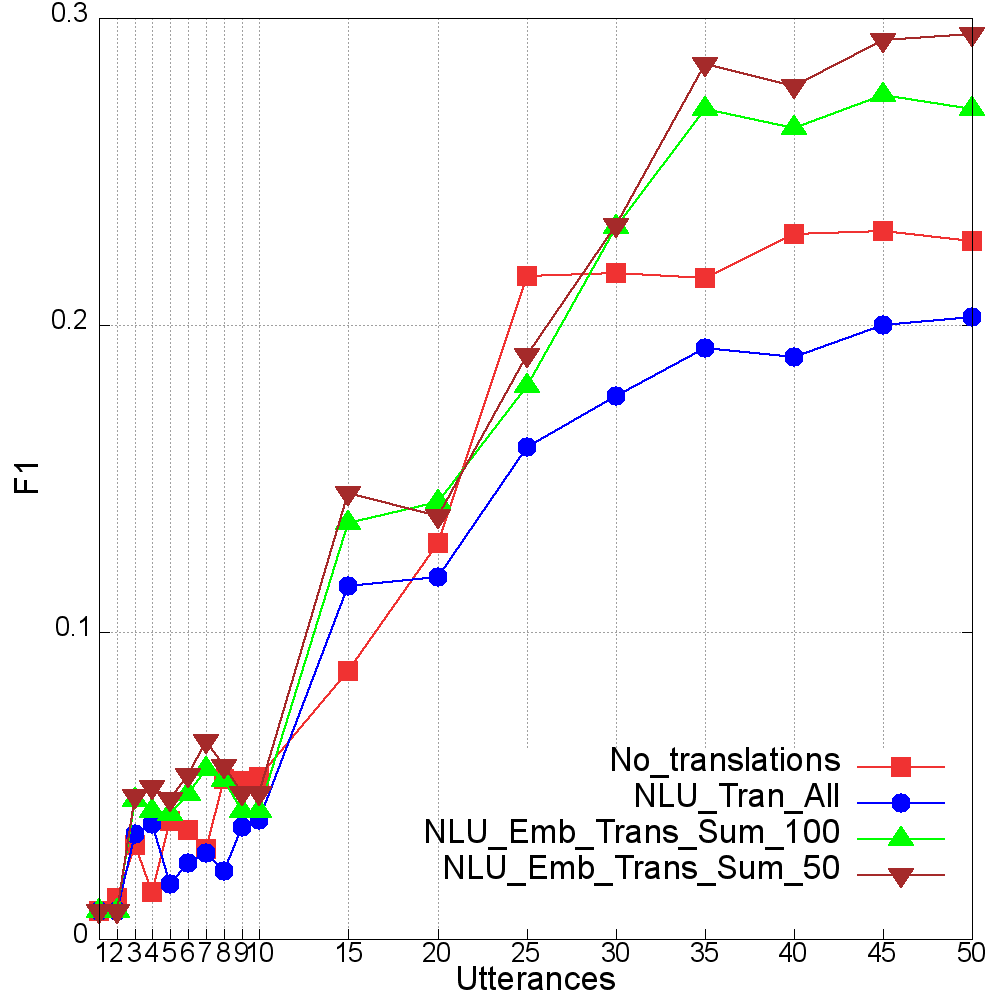 0.3
0.2
0.1
0
F1
1 2 3 4 5 6 7 8 9 10 15 20 25 30 35 40 45 50
Utterances
No_translations
NLU_Tran_All
NLU_Emb_Trans_Sum_100
NLU_Emb_Trans_Sum_50